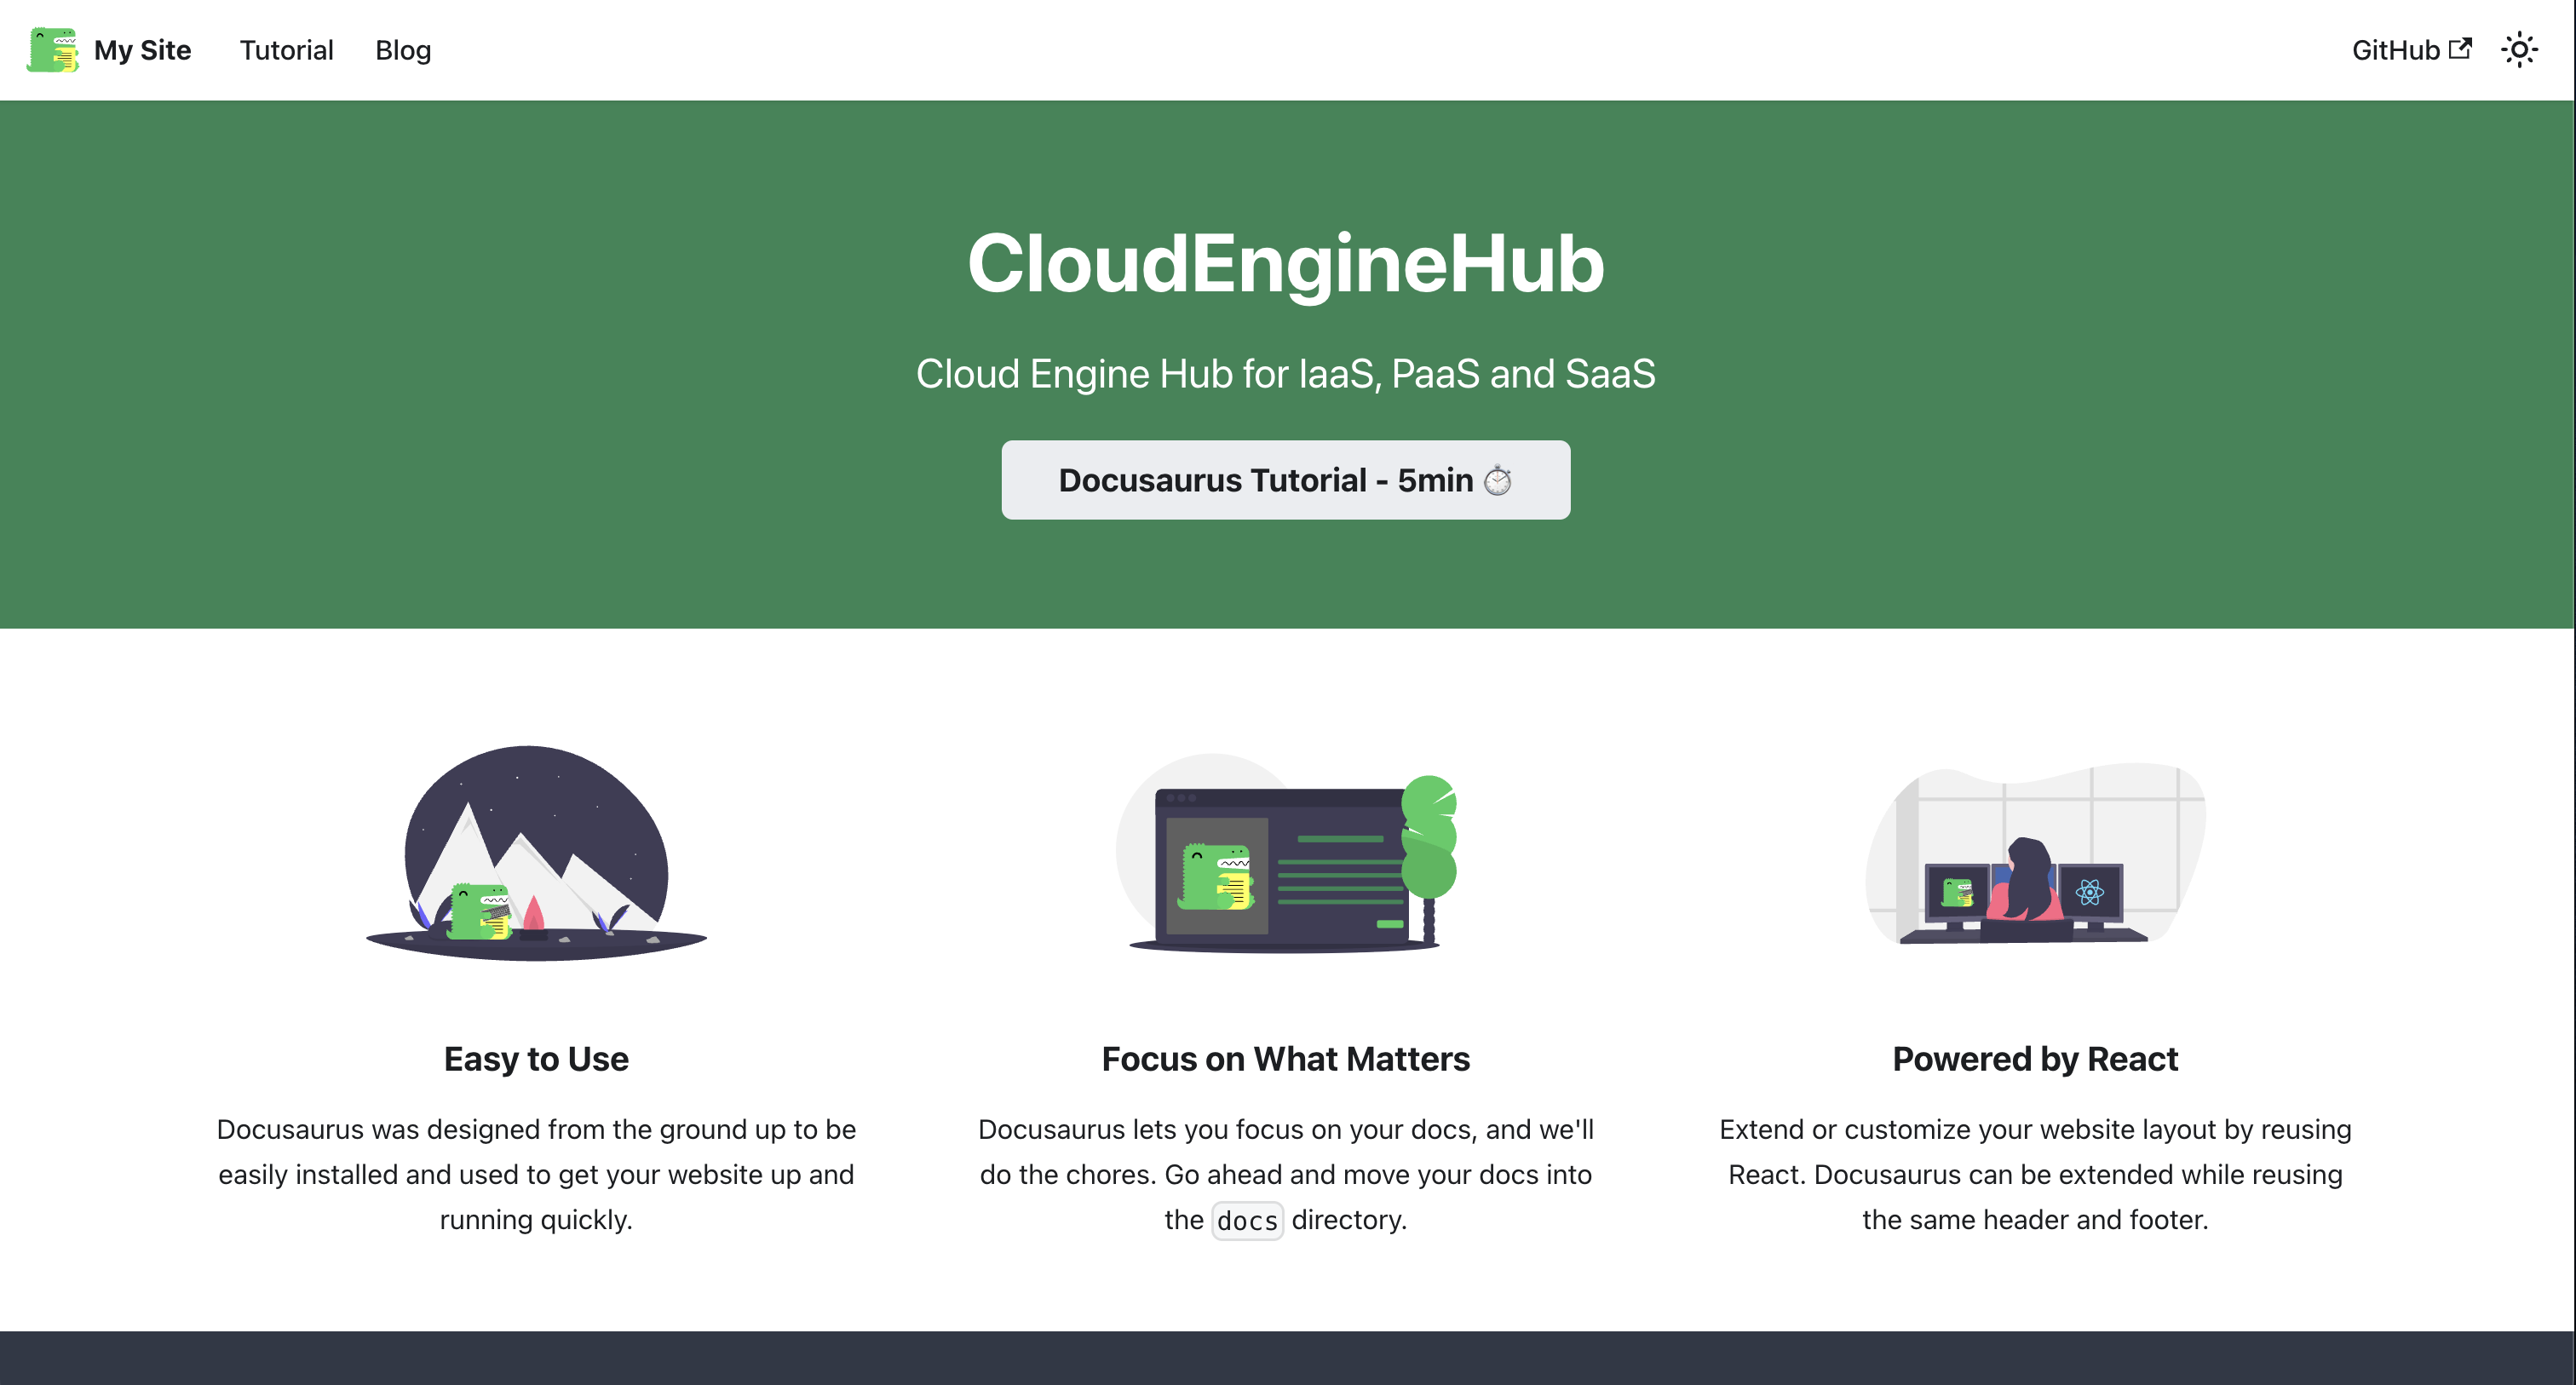 My Site
Tutorial
Blog
GitHub
CloudEngineHub
Cloud Engine Hub for IaaS, PaaS and SaaS
Docusaurus Tutorial - 5min ⏱️
Easy to Use
Docusaurus was designed from the ground up to be
easily installed and used to get your website up and
running quickly.
Focus on What Matters
Docusaurus lets you focus on your docs, and we'll
do the chores. Go ahead and move your docs into
the docs directory.
Powered by React
Extend or customize your website layout by reusing
React. Docusaurus can be extended while reusing
the same header and footer.